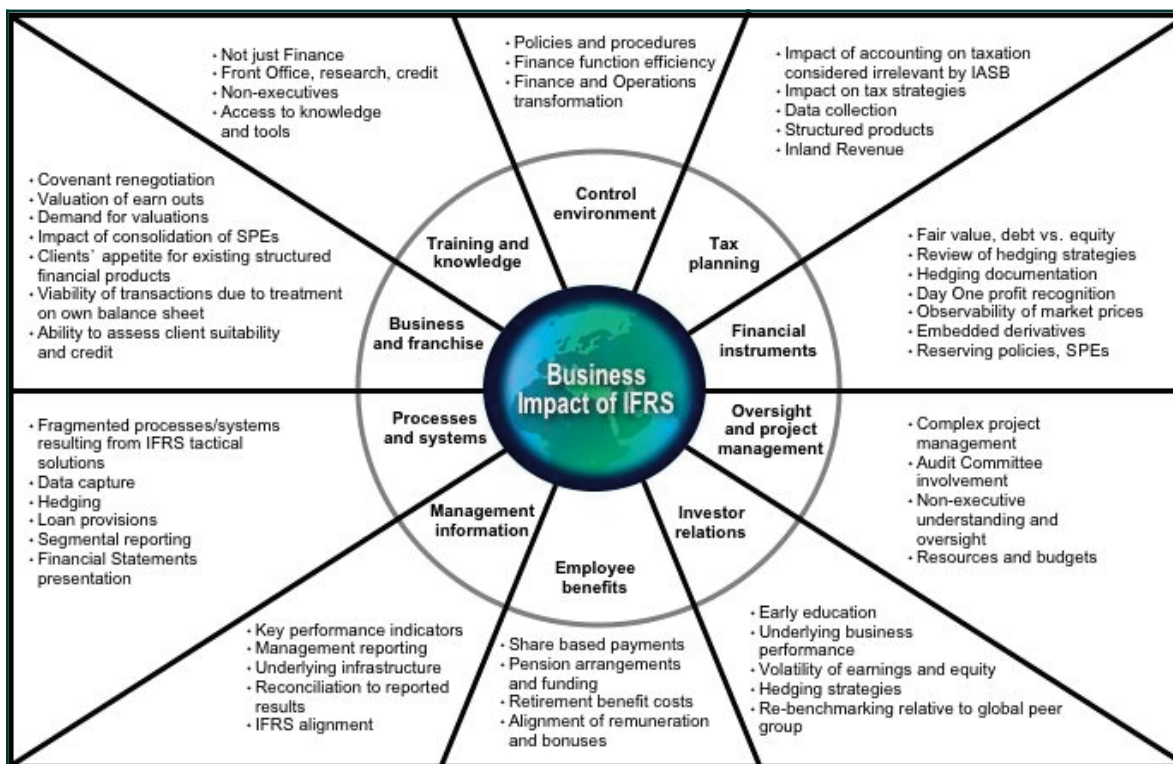 • Not just Finance
• Front Office, research, credit
• Non-executives
• Access to knowledge
and tools
• Policies and procedures
• Finance function efficiency
• Finance and Operations
transformation
• Impact of accounting on taxation
considered irrelevant by IASB
• Impact on tax strategies
• Data collection
• Structured products
• Inland Revenue
• Covenant renegotiation
• Valuation of earn outs
• Demand for valuations
• Impact of consolidation of SPEs
• Clients' appetite for existing structured
financial products
• Viability of transactions due to treatment
on own balance sheet
• Ability to assess client suitability
and credit
Training and
knowledge
Control
environment
Tax
planning
• Fair value, debt vs. equity
• Review of hedging strategies
• Hedging documentation
• Day One profit recognition
• Observability of market prices
• Embedded derivatives
• Reserving policies, SPEs
Business
and franchise
Financial
instruments
Business
Impact of IFRS
Processes
and systems
Oversight
and project
management
• Fragmented processes/systems
resulting from IFRS tactical
solutions
• Data capture
• Hedging
• Loan provisions
• Segmental reporting
• Financial Statements
presentation
Management
information
Employee
benefits
Investor
relations
• Complex project
management
• Audit Committee
involvement
• Non-executive
understanding and
oversight
• Resources and budgets
• Key performance indicators
• Management reporting
• Underlying infrastructure
• Reconciliation to reported
results
• IFRS alignment
• Share based payments
• Pension arrangements
and funding
• Retirement benefit costs
• Alignment of remuneration
and bonuses
• Early education
• Underlying business
performance
• Volatility of earnings and equity
• Hedging strategies
• Re-benchmarking relative to global peer
group